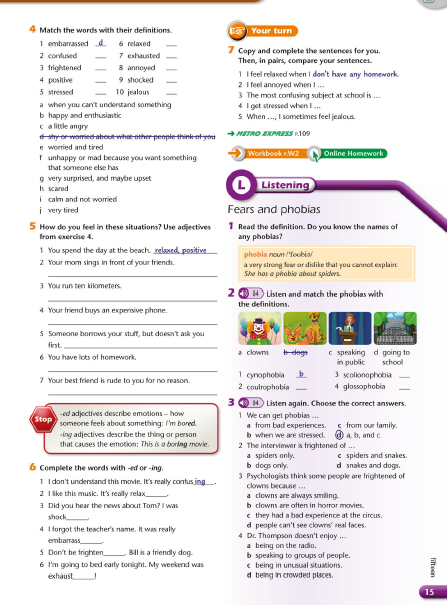 4 Match the words with their definitions.
1 embarrassed d 6 relaxed ___
2 confused ___ 7 exhausted ___
3 frightened ___ 8 annoyed ___
4 positive ___ 9 shocked ___
5 stressed ___ 10 jealous ___
a when you can't understand something
b happy and enthusiastic
c a little angry
d shy or worried about what other people think of you
e worried and tired
f unhappy or mad because you want something
that someone else has
g very surprised, and maybe upset
h scared
i calm and not worried
j very tired
5 How do you feel in these situations? Use adjectives
from exercise 4.
1 You spend the day at the beach. relaxed, positive
2 Your mom sings in front of your friends.
3 You run ten kilometers.
4 Your friend buys an expensive phone.
5 Someone borrows your stuff, but doesn't ask you
first.
6 You have lots of homework.
7 Your best friend is rude to you for no reason.
Stop
-ed adjectives describe emotions – how
someone feels about something: I'm bored.
-ing adjectives describe the thing or person
that causes the emotion: This is a boring movie.
6 Complete the words with -ed or -ing.
1 I don't understand this movie. It's really confusing.
2 I like this music. It's really relax_____.
3 Did you hear the news about Tom? I was
shock_____.
4 I forgot the teacher's name. It was really
embarrass_____.
5 Don't be frighten_____. Bill is a friendly dog.
6 I'm going to bed early tonight. My weekend was
exhaust_____!
Your turn
7 Copy and complete the sentences for you.
Then, in pairs, compare your sentences.
1 I feel relaxed when I don't have any homework.
2 I feel annoyed when I …
3 The most confusing subject at school is …
4 I get stressed when I …
5 When …, I sometimes feel jealous.
METRO EXPRESS P.109
Workbook P.W2 Online Homework
L Listening
Fears and phobias
1 Read the definition. Do you know the names of
any phobias?
phobia noun /ˈfoʊbiə/
a very strong fear or dislike that you cannot explain:
She has a phobia about spiders.
2 04 Listen and match the phobias with
the definitions.
a clowns b dogs c speaking d going to
in public school
1 cynophobia b 3 scolionophobia ___
2 coulrophobia ___ 4 glossophobia ___
3 04 Listen again. Choose the correct answers.
1 We can get phobias …
a from bad experiences. c from our family.
b when we are stressed. d a, b, and c
2 The interviewer is frightened of …
a spiders only. c spiders and snakes.
b dogs only. d snakes and dogs.
3 Psychologists think some people are frightened of
clowns because …
a clowns are always smiling.
b clowns are often in horror movies.
c they had a bad experience at the circus.
d people can't see clowns' real faces.
4 Dr. Thompson doesn't enjoy …
a being on the radio.
b speaking to groups of people.
c being in unusual situations.
d being in crowded places.
fifteen
15